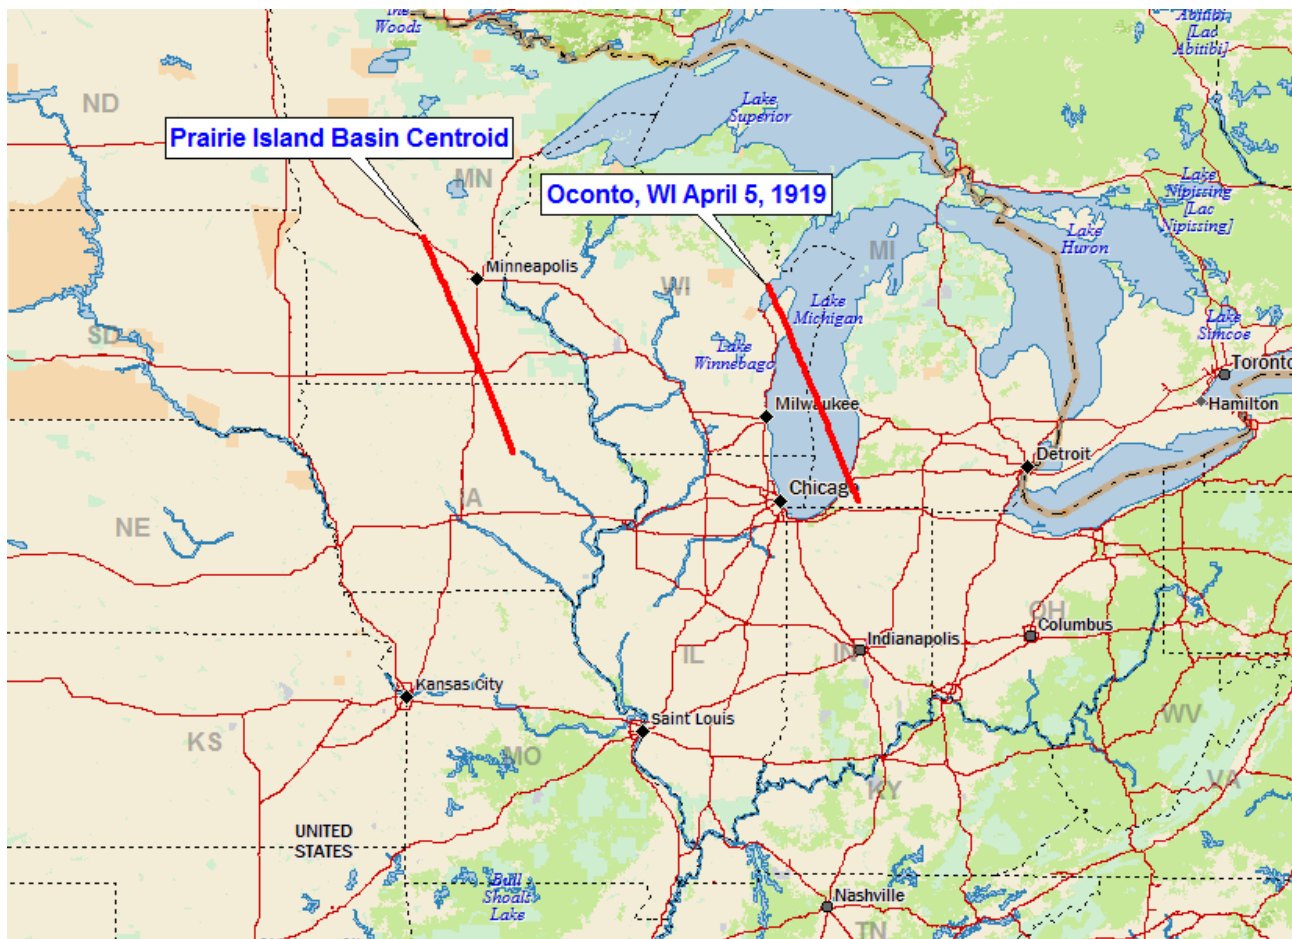 the
Woods
Abitibi
[Lad
Abitibi]
ND
Lake
Superior
Prairie Island Basin Centroid
MN
Oconto, WI April 5, 1919
Lake
Nipissing
[Lac
Nipissing]
Lake
Huron
MI
Minneapolis
WI
Lake
Michigan
Lake
Simcoe
SD
Lake
Winnebago
Toronto
Milwaukee
Hamilton
Detroit
Chicago
IA
NE
OH
Columbus
Indianapolis
IN
IL
Kansas City
Saint Louis
WV
KS
MO
VA
KY
UNITED
STATES
Bull
Shoals
Lake
Nashville
TN